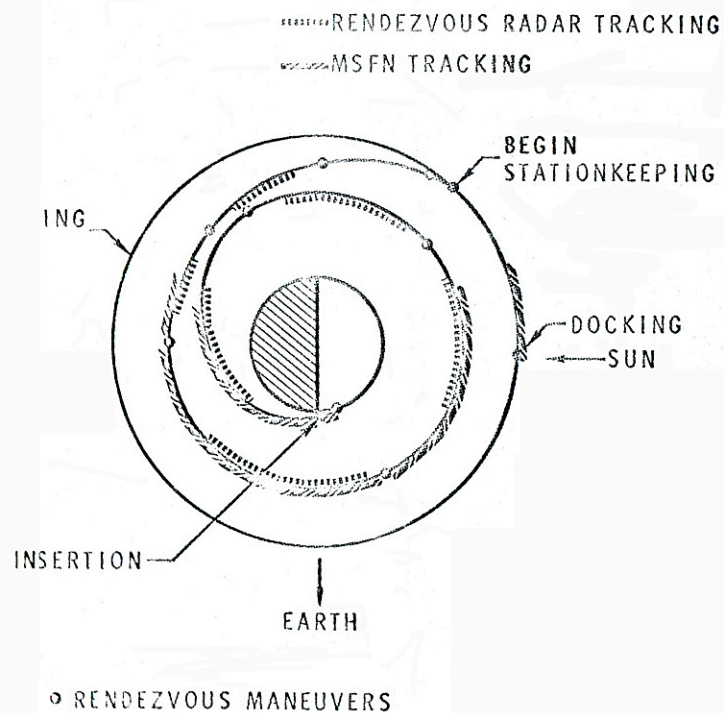 RENDEZVOUS RADAR TRACKING
MSFN TRACKING
BEGIN
STATIONKEEPING
ING
DOCKING
SUN
INSERTION
EARTH
RENDEZVOUS MANEUVERS